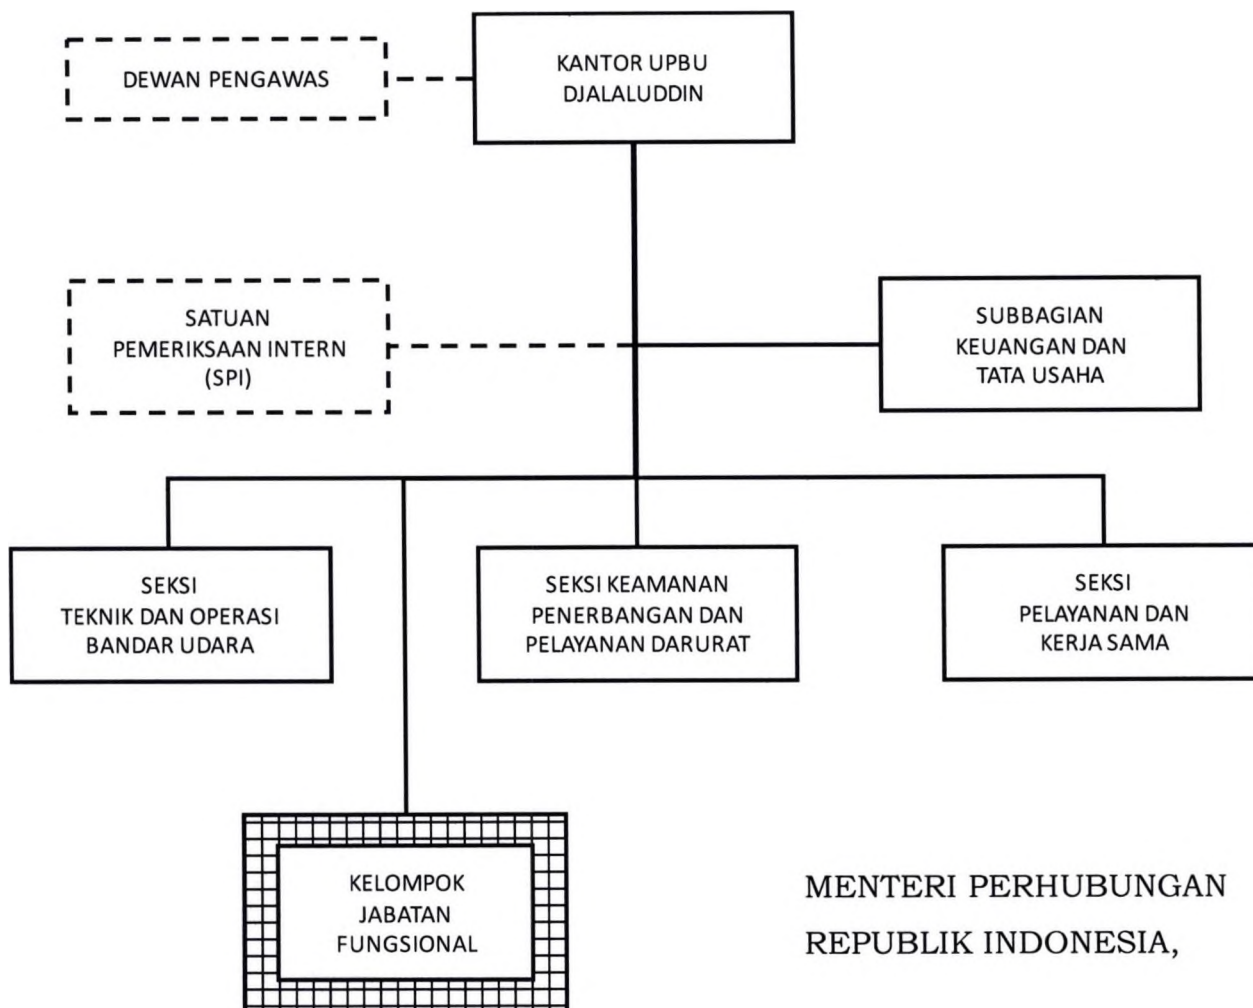 DEWAN PENGAWAS
KANTOR UPBU
DJALALUDDIN
SATUAN
PEMERIKSAAN INTERN
(SPI)
SUBBAGIAN
KEUANGAN DAN
TATA USAHA
SEKSI
TEKNIK DAN OPERASI
BANDAR UDARA
SEKSI KEAMANAN
PENERBANGAN DAN
PELAYANAN DARURAT
SEKSI
PELAYANAN DAN
KERJA SAMA
KELOMPOK
JABATAN
FUNGSIONAL
MENTERI PERHUBUNGAN
REPUBLIK INDONESIA,